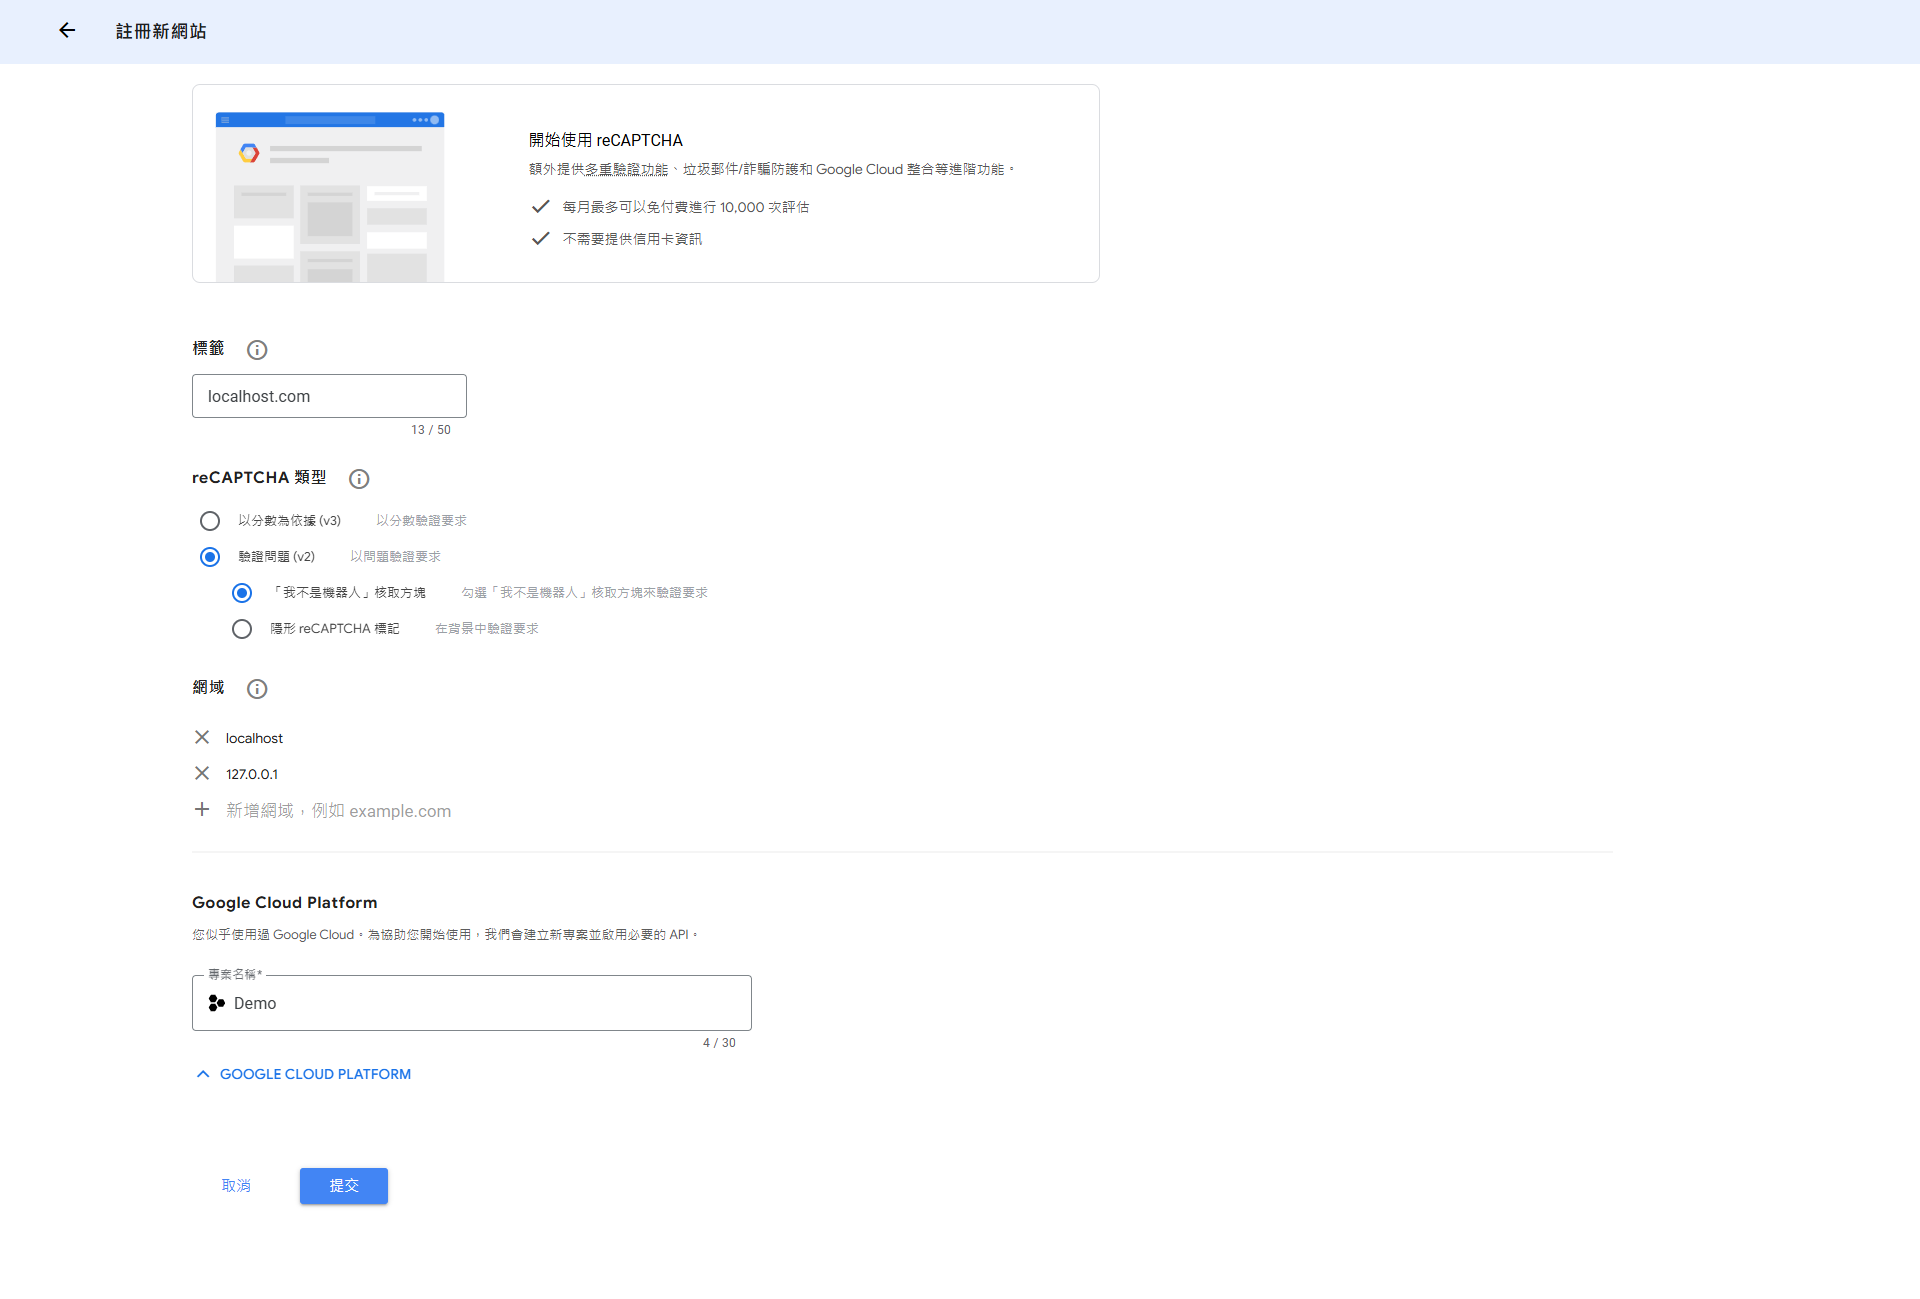 註冊新網站
開始使用 reCAPTCHA
額外提供多重驗證功能、垃圾郵件/詐騙防護和 Google Cloud 整合等進階功能。
每月最多可以免付費進行 10,000 次評估
不需要提供信用卡資訊
標籤
localhost.com
13 / 50
reCAPTCHA 類型
以分數為依據 (v3) 以分數驗證要求
驗證問題 (v2) 以問題驗證要求
「我不是機器人」核取方塊 勾選「我不是機器人」核取方塊來驗證要求
隱形 reCAPTCHA 標記 在背景中驗證要求
網域
localhost
127.0.0.1
新增網域，例如 example.com
Google Cloud Platform
您似乎使用過 Google Cloud。為協助您開始使用，我們會建立新專案並啟用必要的 API。
專案名稱*
Demo
4 / 30
GOOGLE CLOUD PLATFORM
取消 提交